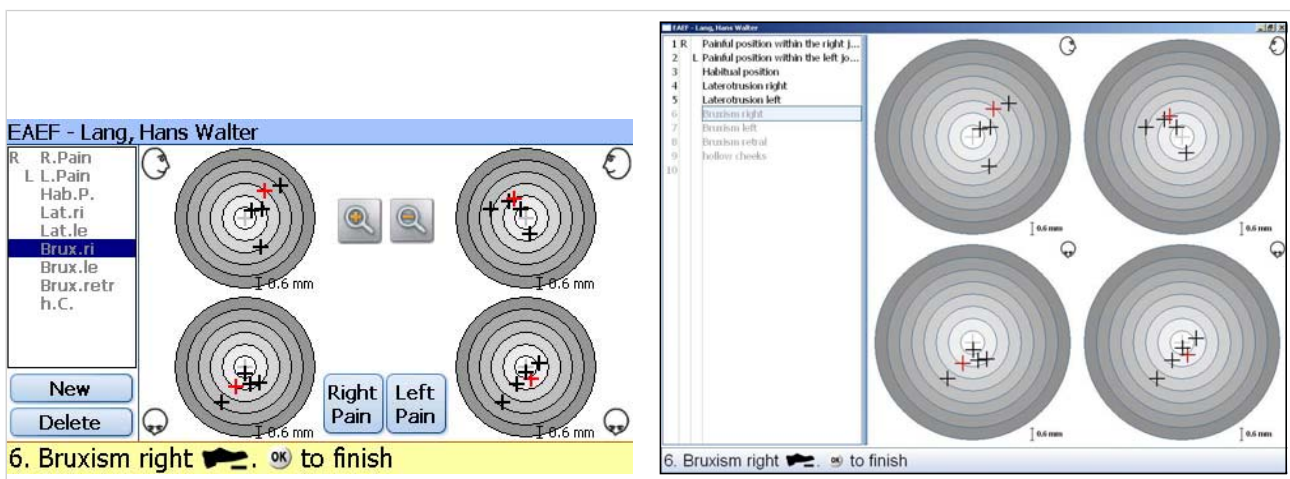 EAEF - Lang, Hans Walter
R R.Pain
L L.Pain
Hab.P.
Lat.ri
Lat.le
Brux.ri
Brux.le
Brux.retr
h.C.
New
Delete
0.6 mm
0.6 mm
0.6 mm
0.6 mm
Right
Pain
Left
Pain
6. Bruxism right . OK to finish
EAEF - Lang, Hans Walter
1 R Painful position within the right j...
2 L Painful position within the left jo...
3 Habitual position
4 Laterotrusion right
5 Laterotrusion left
6 Bruxism right
7 Bruxism left
8 Bruxism retral
9 hollow cheeks
10
0.6 mm
0.6 mm
0.6 mm
0.6 mm
6. Bruxism right . OK to finish